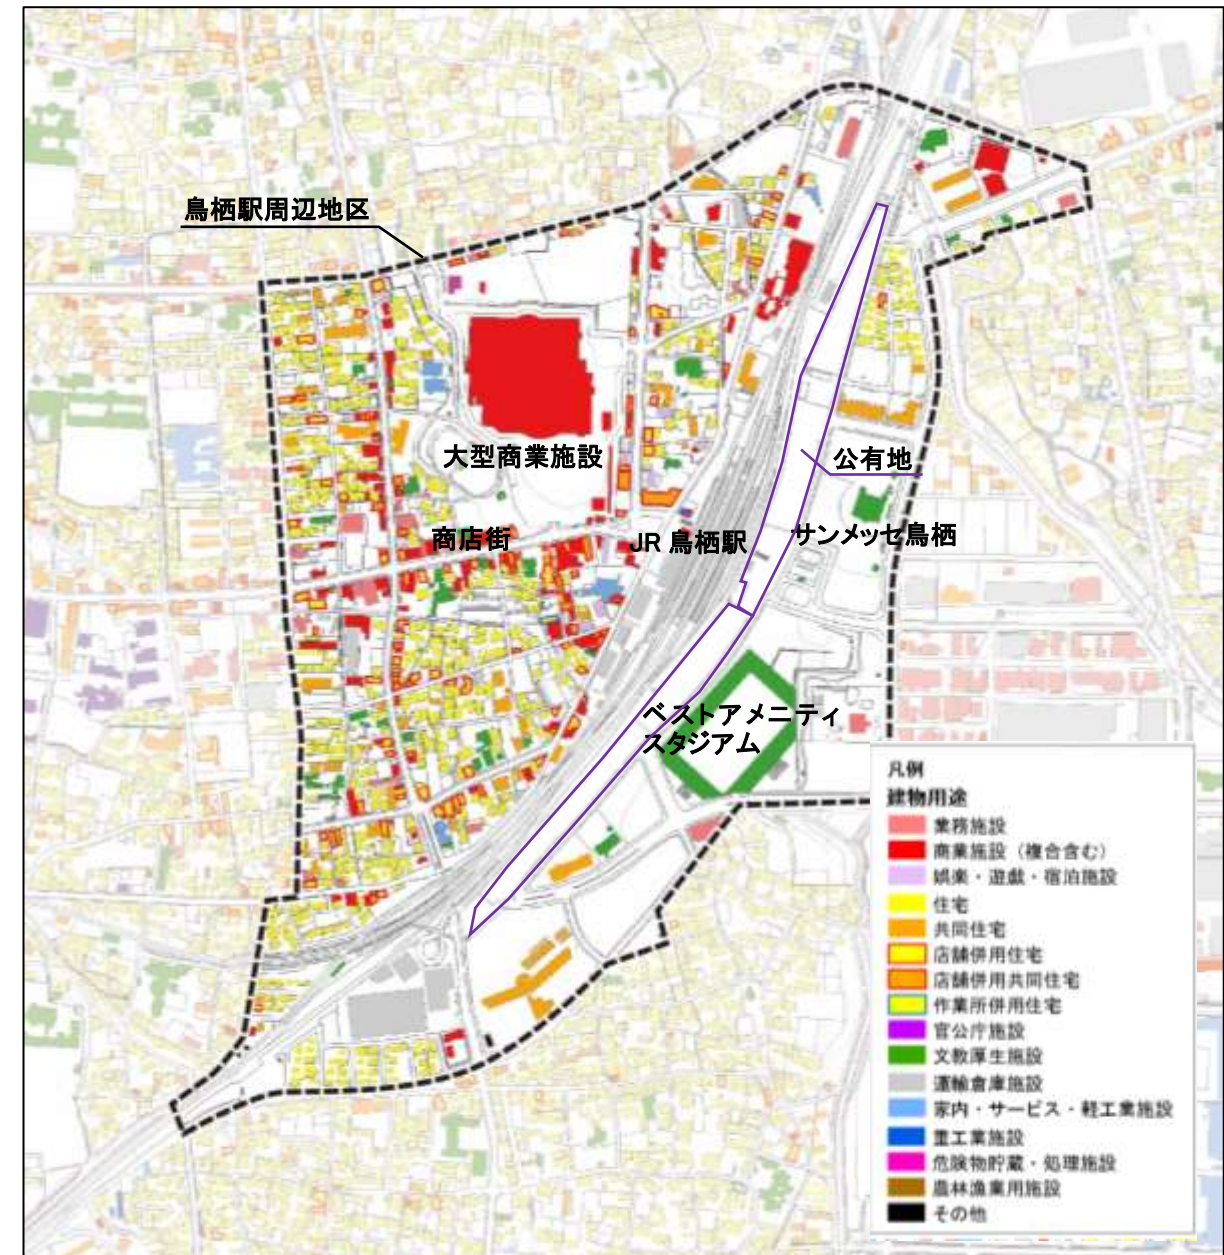 鳥栖駅周辺地区
大型商業施設
公有地
商店街
JR 鳥栖駅
サンメッセ鳥栖
ベストアメニティ
スタジアム
凡例
建物用途
業務施設
商業施設（複合含む）
娯楽・遊戯・宿泊施設
住宅
共同住宅
店舗併用住宅
店舗併用共同住宅
作業所併用住宅
官公庁施設
文教厚生施設
運輸倉庫施設
家内・サービス・軽工業施設
重工業施設
危険物貯蔵・処理施設
農林漁業用施設
その他